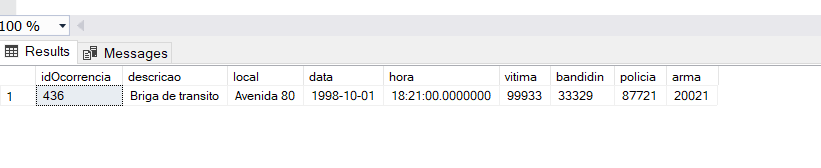 100 %
Results Messages
idOcorrencia descricao local data hora vitima bandidin policia arma
1 436 Briga de transito Avenida 80 1998-10-01 18:21:00.0000000 99933 33329 87721 20021